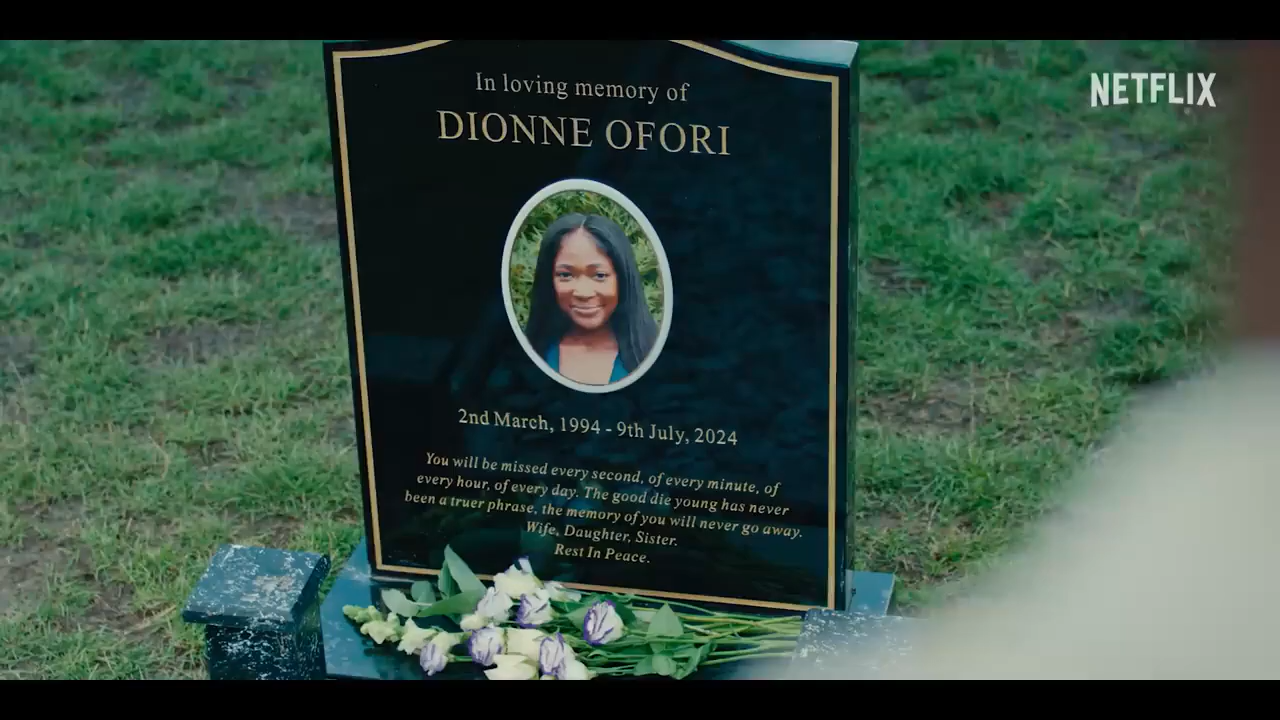 NETFLIX
In loving memory of
DIONNE OFORI
2nd March, 1994 - 9th July, 2024
You will be missed every second, of every minute, of
every hour, of every day. The good die young has never
been a truer phrase, the memory of you will never go away.
Wife, Daughter, Sister.
Rest In Peace.